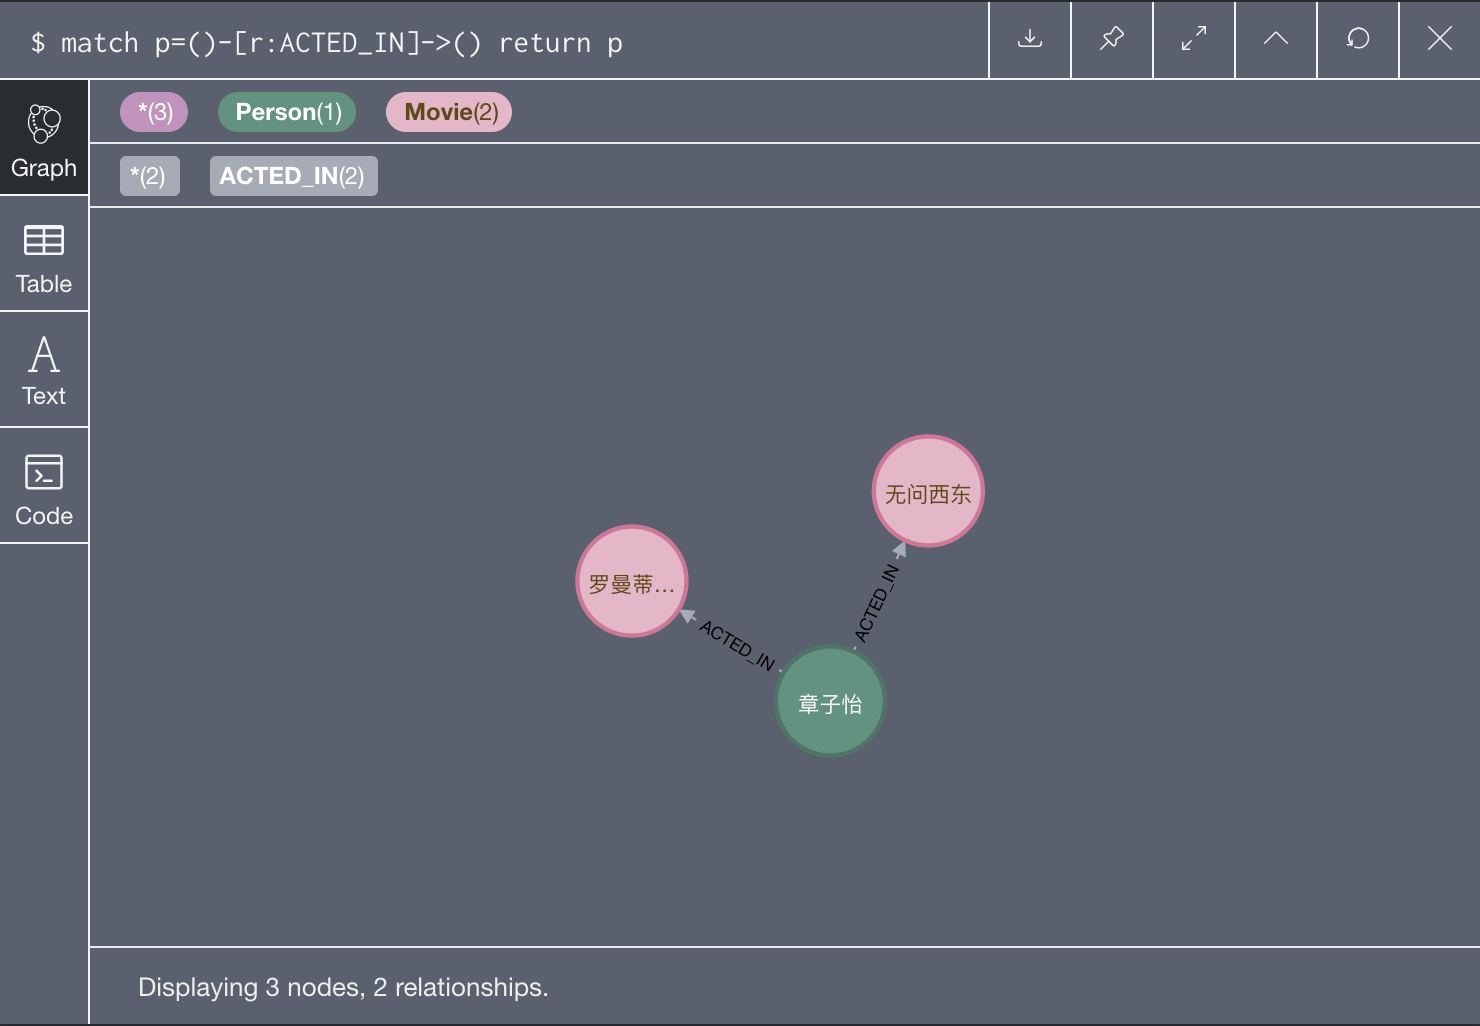 $ match p=()-[r:ACTED_IN]->() return p
*(3) Person(1) Movie(2)
*(2) ACTED_IN(2)
Graph
Table
Text
Code
无问西东
罗曼蒂...
ACTED_IN
ACTED_IN
章子怡
Displaying 3 nodes, 2 relationships.